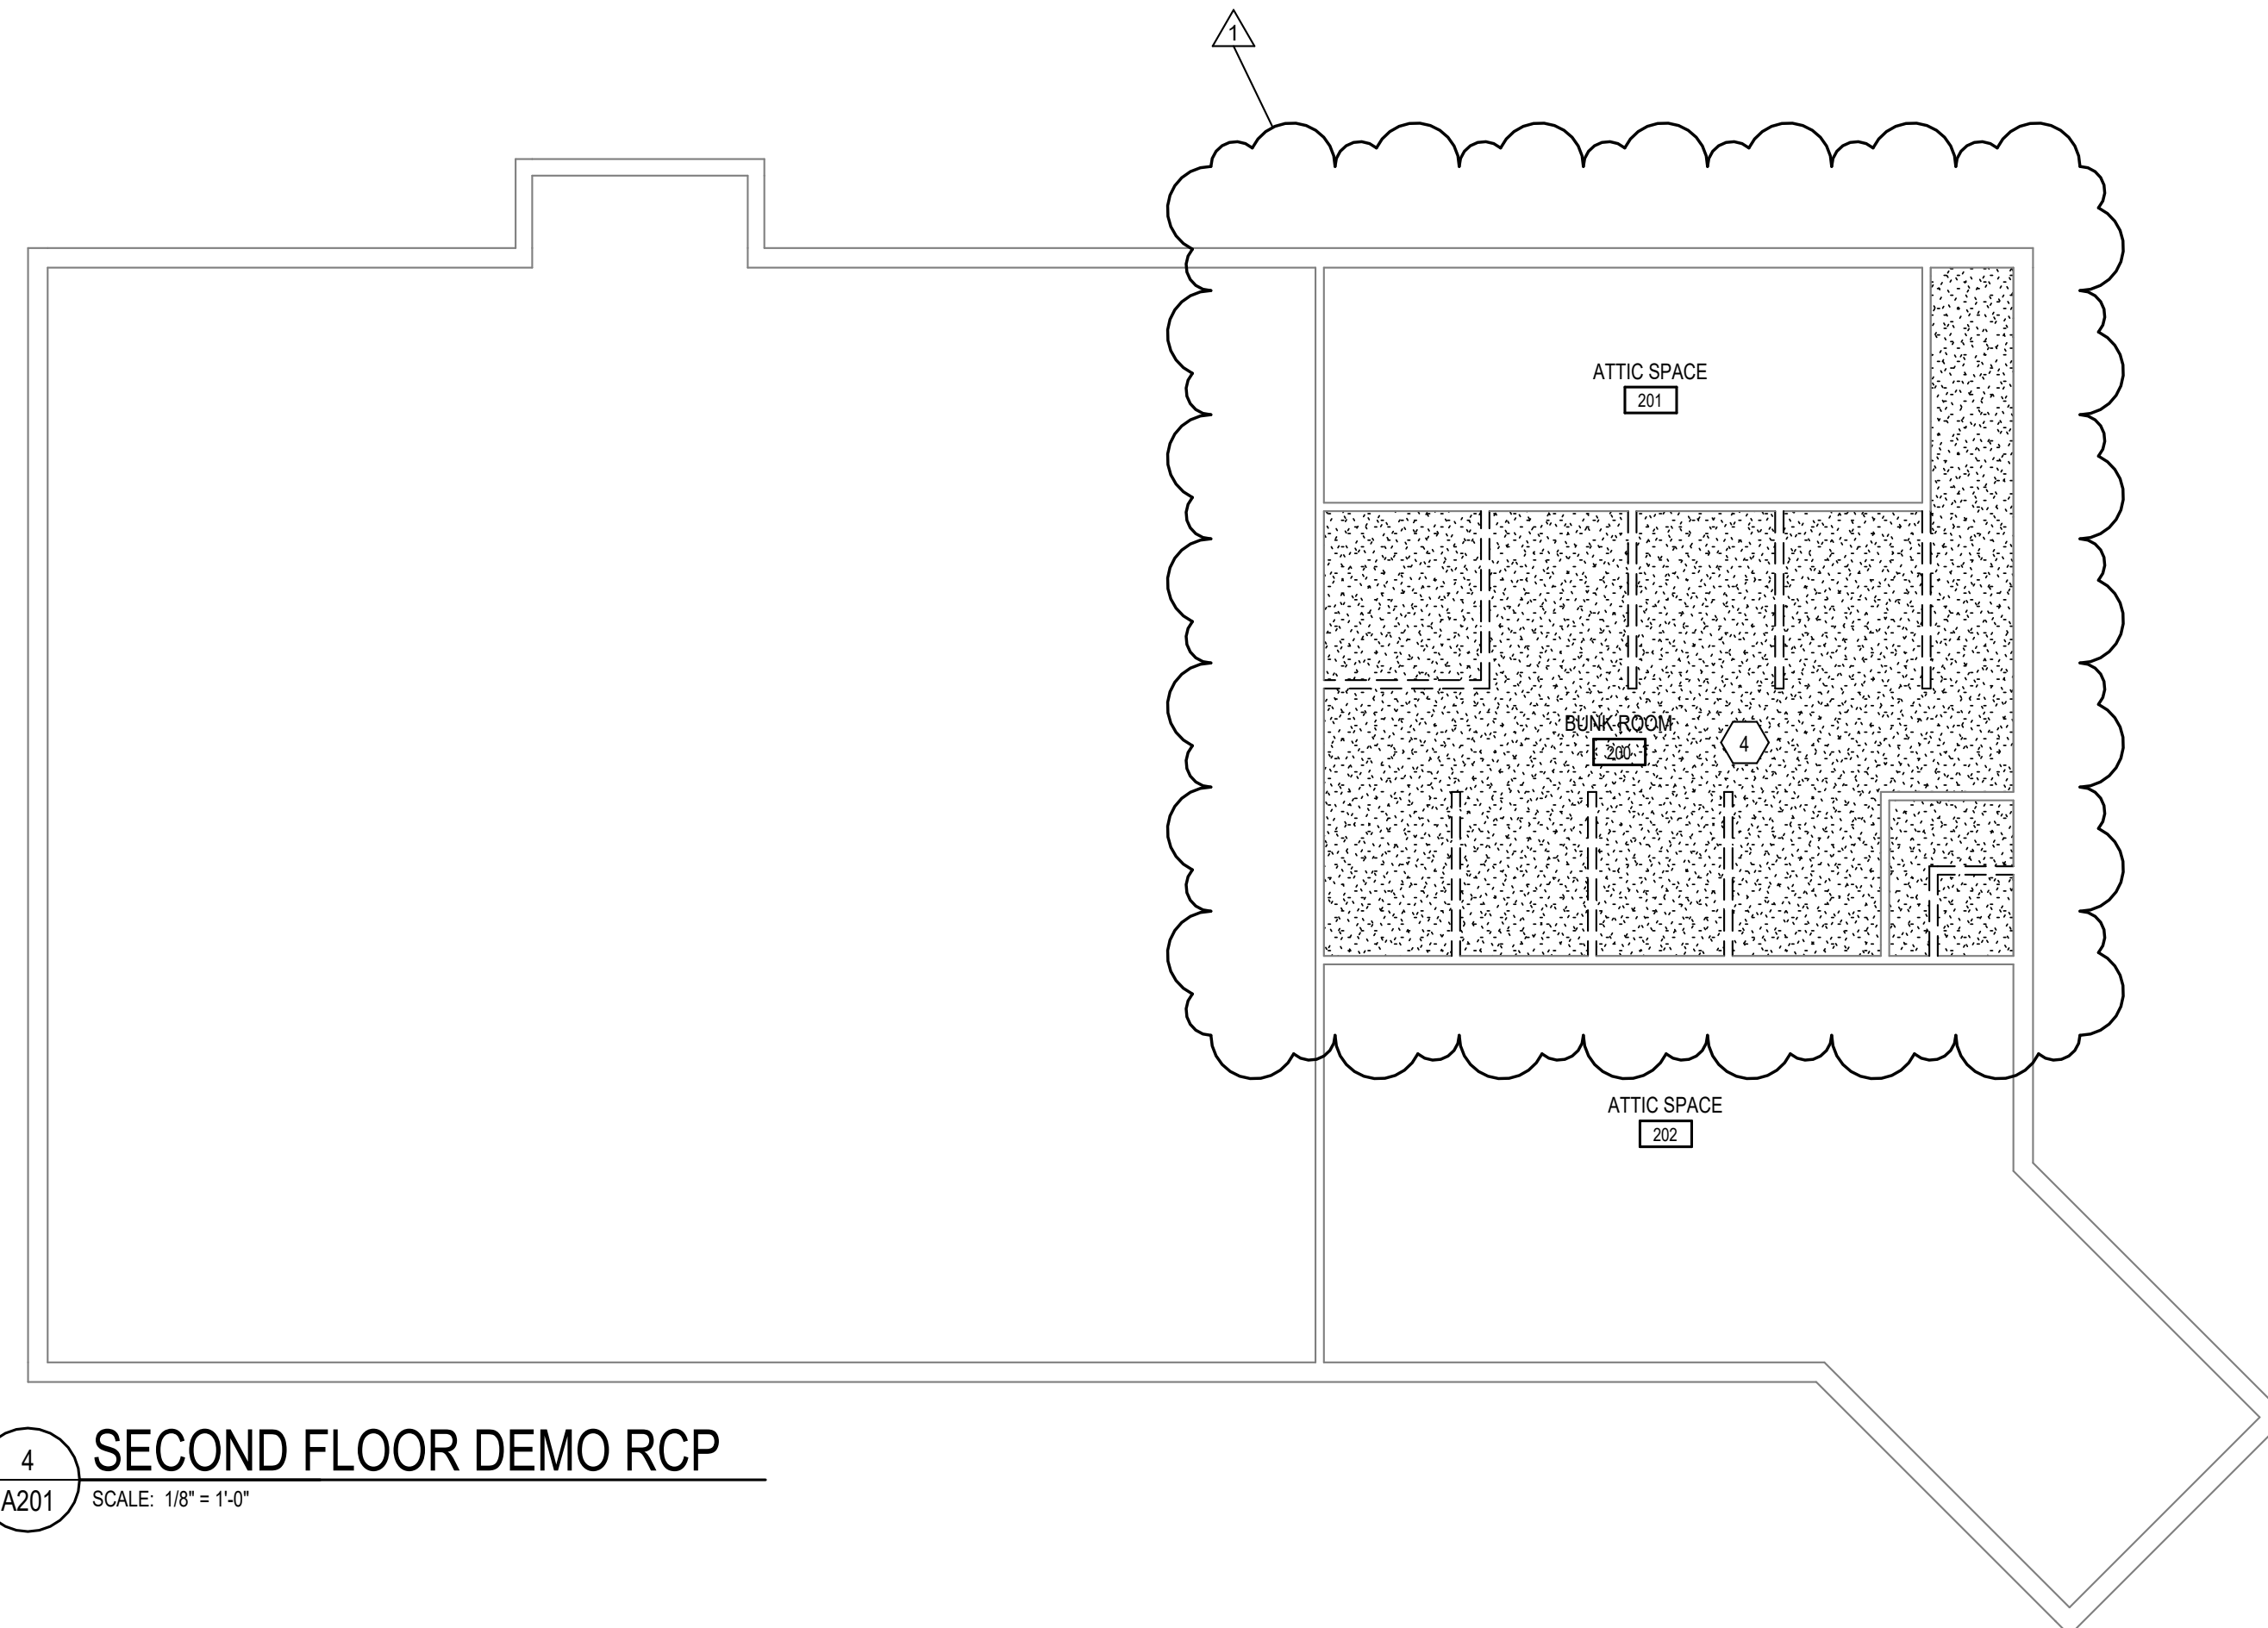 1
ATTIC SPACE
201
BUNK ROOM
200
4
ATTIC SPACE
202
4
A201
SECOND FLOOR DEMO RCP
SCALE: 1/8" = 1'-0"